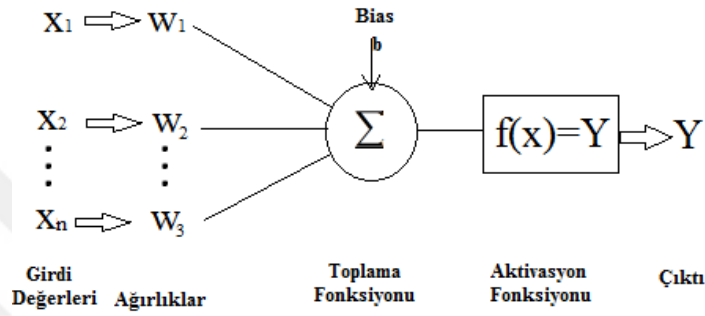 X1 W1
Bias
b
X2 W2
Σ
f(x)=Y Y
Xn W3
Girdi
Değerleri
Ağırlıklar
Toplama
Fonksiyonu
Aktivasyon
Fonksiyonu
Çıktı